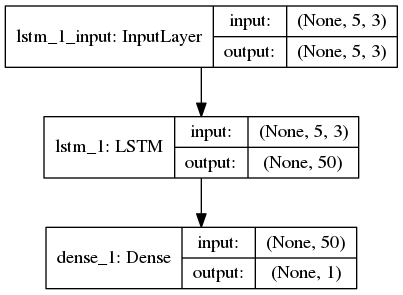 lstm_1_input: InputLayer
input: (None, 5, 3)
output: (None, 5, 3)
lstm_1: LSTM
input: (None, 5, 3)
output: (None, 50)
dense_1: Dense
input: (None, 50)
output: (None, 1)